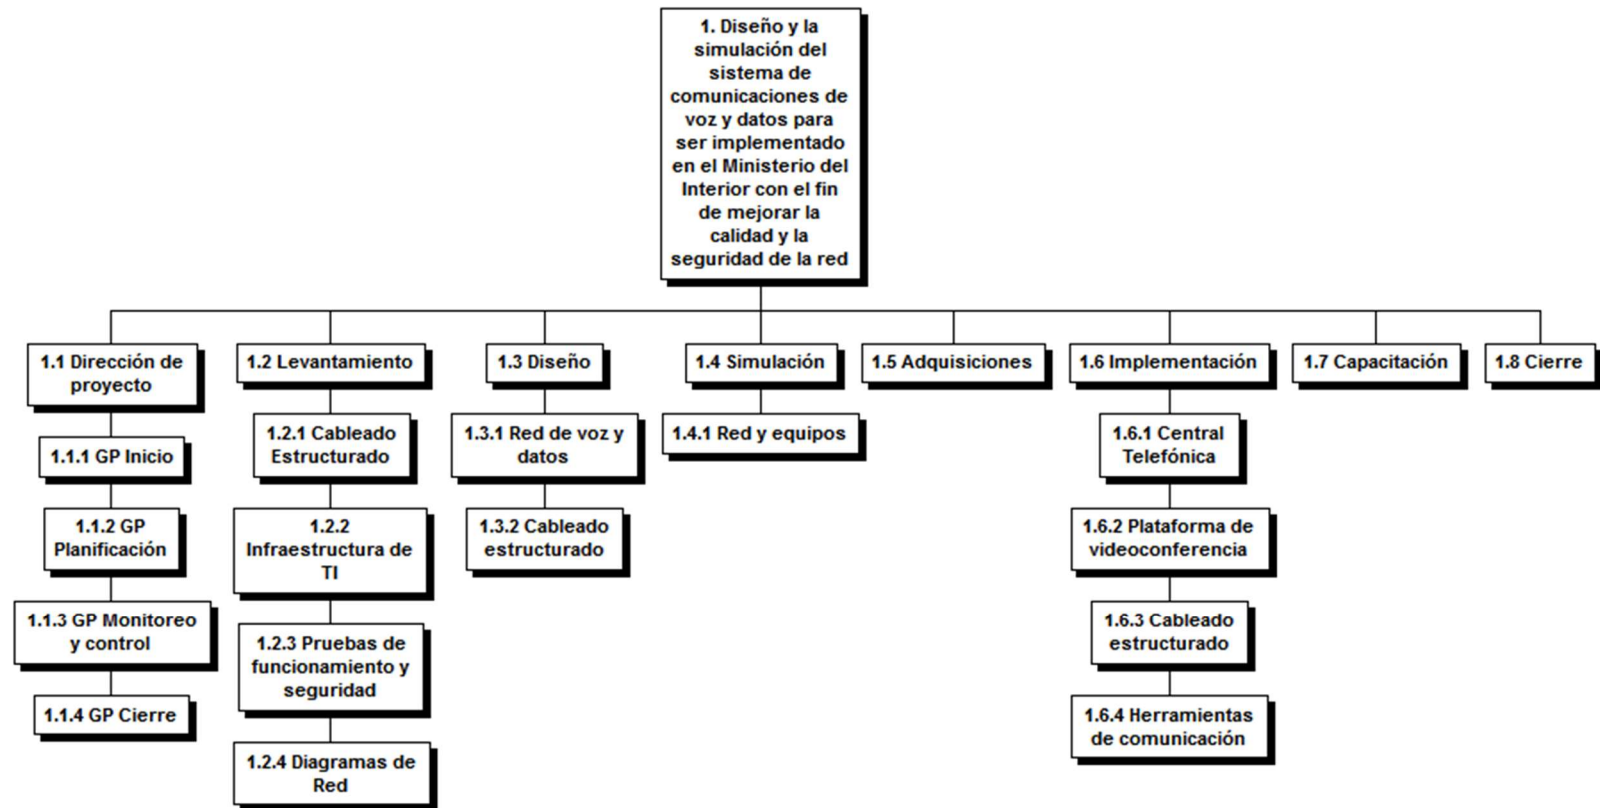 1. Diseño y la
simulación del
sistema de
comunicaciones de
voz y datos para
ser implementado
en el Ministerio del
Interior con el fin
de mejorar la
calidad y la
seguridad de la red
1.1 Dirección de
proyecto
1.1.1 GP Inicio
1.1.2 GP
Planificación
1.1.3 GP Monitoreo
y control
1.1.4 GP Cierre
1.2 Levantamiento
1.2.1 Cableado
Estructurado
1.2.2
Infraestructura de
TI
1.2.3 Pruebas de
funcionamiento y
seguridad
1.2.4 Diagramas de
Red
1.3 Diseño
1.3.1 Red de voz y
datos
1.3.2 Cableado
estructurado
1.4 Simulación
1.4.1 Red y equipos
1.5 Adquisiciones
1.6 Implementación
1.6.1 Central
Telefónica
1.6.2 Plataforma de
videoconferencia
1.6.3 Cableado
estructurado
1.6.4 Herramientas
de comunicación
1.7 Capacitación
1.8 Cierre